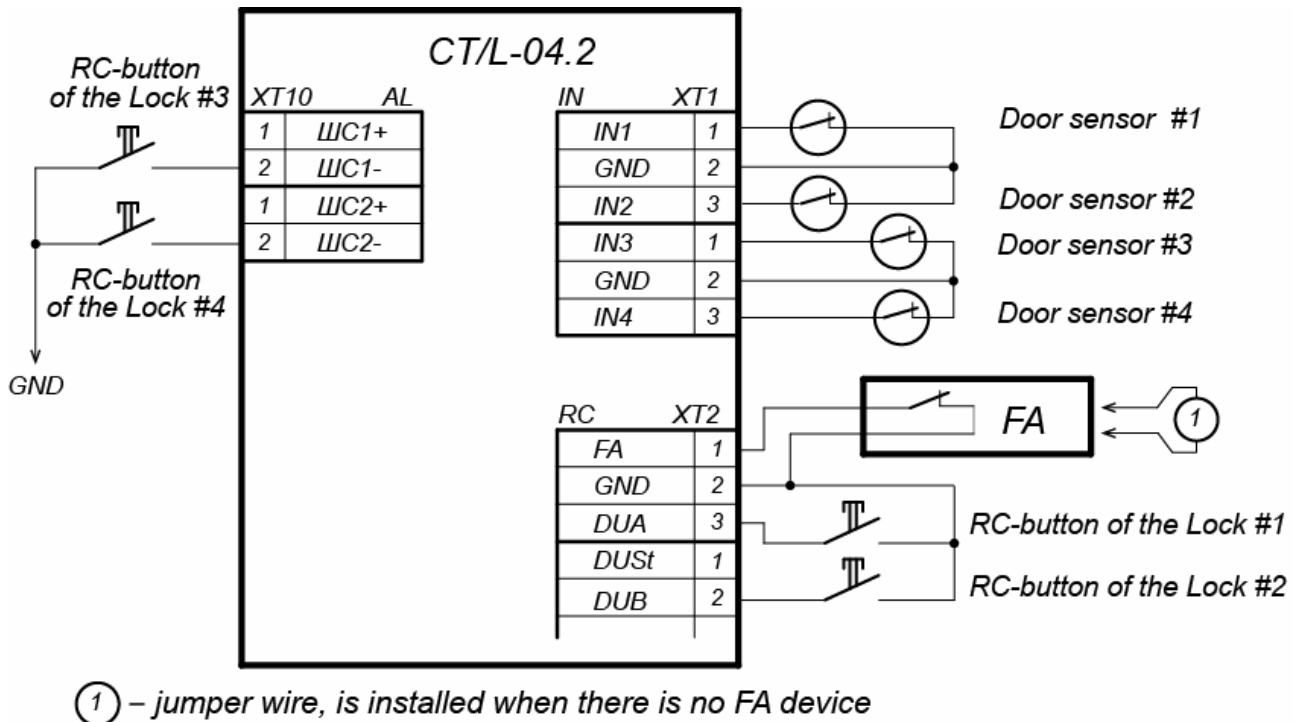 CT/L-04.2
RC-button
of the Lock #3
XT10 AL
1 ШС1+
2 ШС1-
1 ШС2+
2 ШС2-
RC-button
of the Lock #4
GND
IN XT1
IN1 1
GND 2
IN2 3
IN3 1
GND 2
IN4 3
Door sensor #1
Door sensor #2
Door sensor #3
Door sensor #4
RC XT2
FA 1
GND 2
DUA 3
DUSt 1
DUB 2
FA
1
RC-button of the Lock #1
RC-button of the Lock #2
1 – jumper wire, is installed when there is no FA device